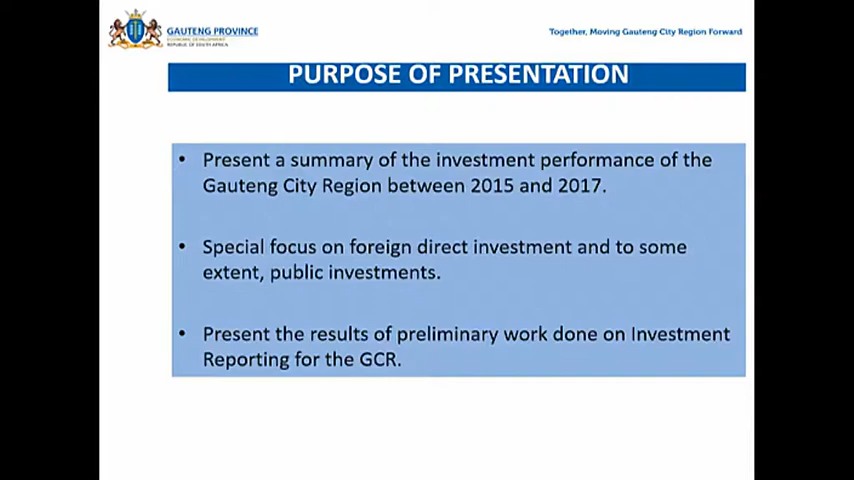 GAUTENG PROVINCE
ECONOMIC DEVELOPMENT
REPUBLIC OF SOUTH AFRICA
Together, Moving Gauteng City Region Forward
PURPOSE OF PRESENTATION
• Present a summary of the investment performance of the
Gauteng City Region between 2015 and 2017.
• Special focus on foreign direct investment and to some
extent, public investments.
• Present the results of preliminary work done on Investment
Reporting for the GCR.